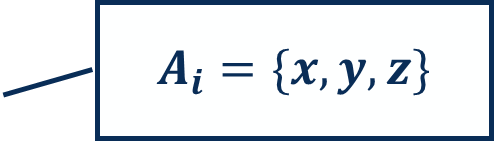 A_i = {x, y, z}